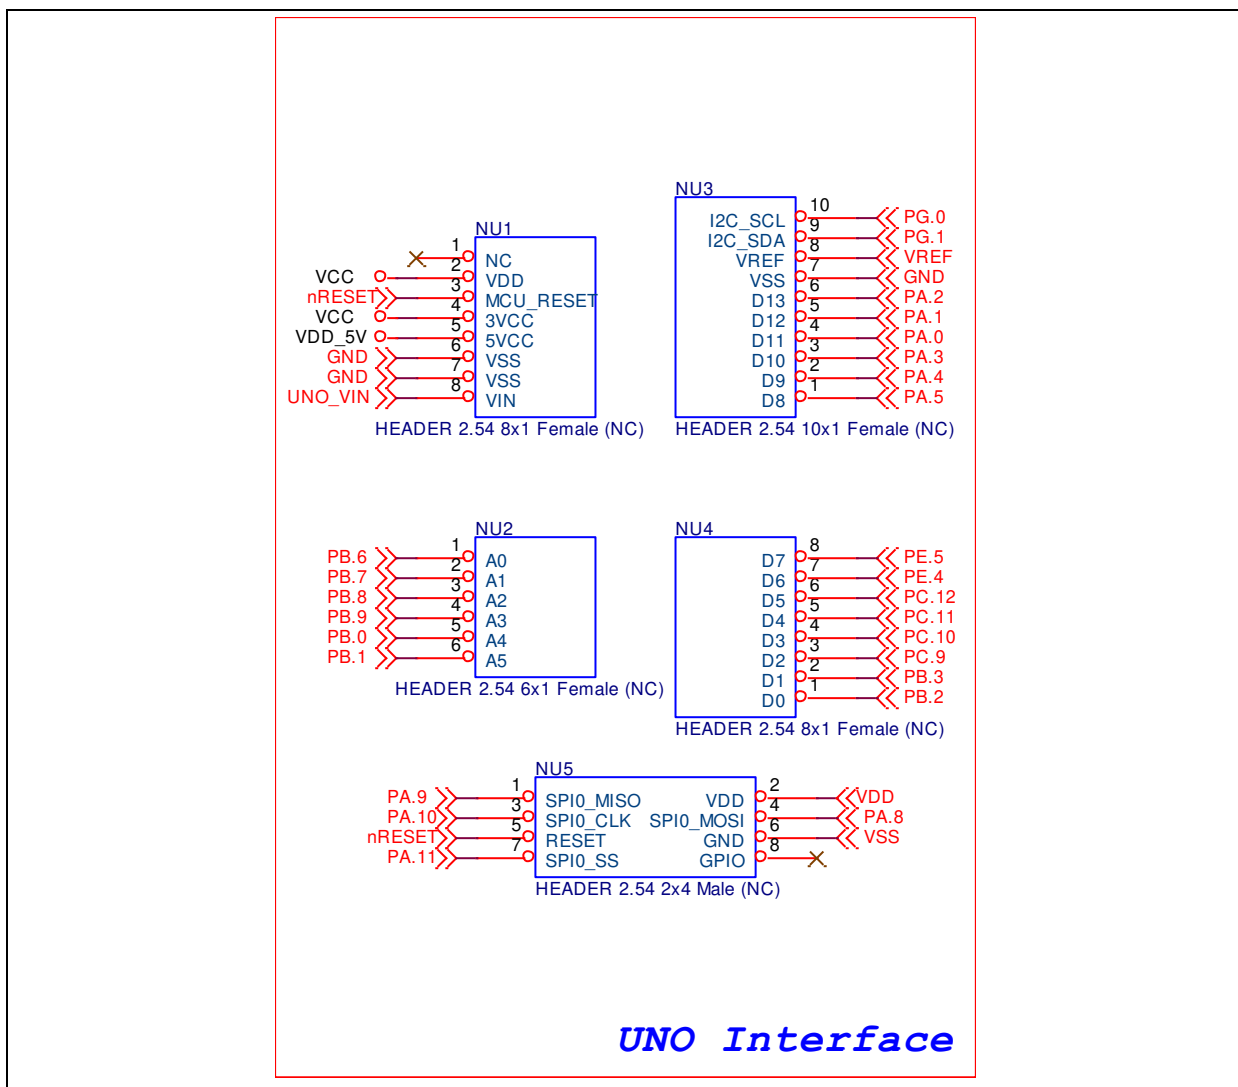 NU1
1 NC
VCC 2 VDD
nRESET 3 MCU_RESET
VCC 4 3VCC
VDD_5V 5 5VCC
GND 6 VSS
GND 7 VSS
UNO_VIN 8 VIN
HEADER 2.54 8x1 Female (NC)
NU3
I2C_SCL 10 PG.0
I2C_SDA 9 PG.1
VREF 8 VREF
VSS 7 GND
D13 6 PA.2
D12 5 PA.1
D11 4 PA.0
D10 3 PA.3
D9 2 PA.4
D8 1 PA.5
HEADER 2.54 10x1 Female (NC)
NU2
PB.6 1 A0
PB.7 2 A1
PB.8 3 A2
PB.9 4 A3
PB.0 5 A4
PB.1 6 A5
HEADER 2.54 6x1 Female (NC)
NU4
D7 8 PE.5
D6 7 PE.4
D5 6 PC.12
D4 5 PC.11
D3 4 PC.10
D2 3 PC.9
D1 2 PB.3
D0 1 PB.2
HEADER 2.54 8x1 Female (NC)
NU5
PA.9 1 SPI0_MISO VDD 2 VDD
PA.10 3 SPI0_CLK SPI0_MOSI 4 PA.8
nRESET 5 RESET GND 6 VSS
PA.11 7 SPI0_SS GPIO 8
HEADER 2.54 2x4 Male (NC)
UNO Interface